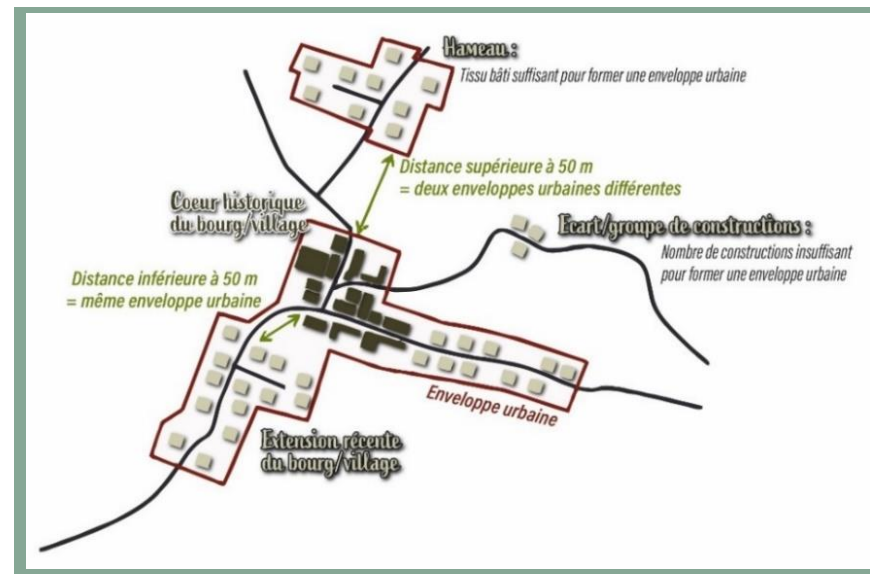 Hameau :
Tissu bâti suffisant pour former une enveloppe urbaine
Distance supérieure à 50 m
= deux enveloppes urbaines différentes
Coeur historique
du bourg/village
Ecart/groupe de constructions :
Nombre de constructions insuffisant
pour former une enveloppe urbaine
Distance inférieure à 50 m
= même enveloppe urbaine
Enveloppe urbaine
Extension récente
du bourg/village